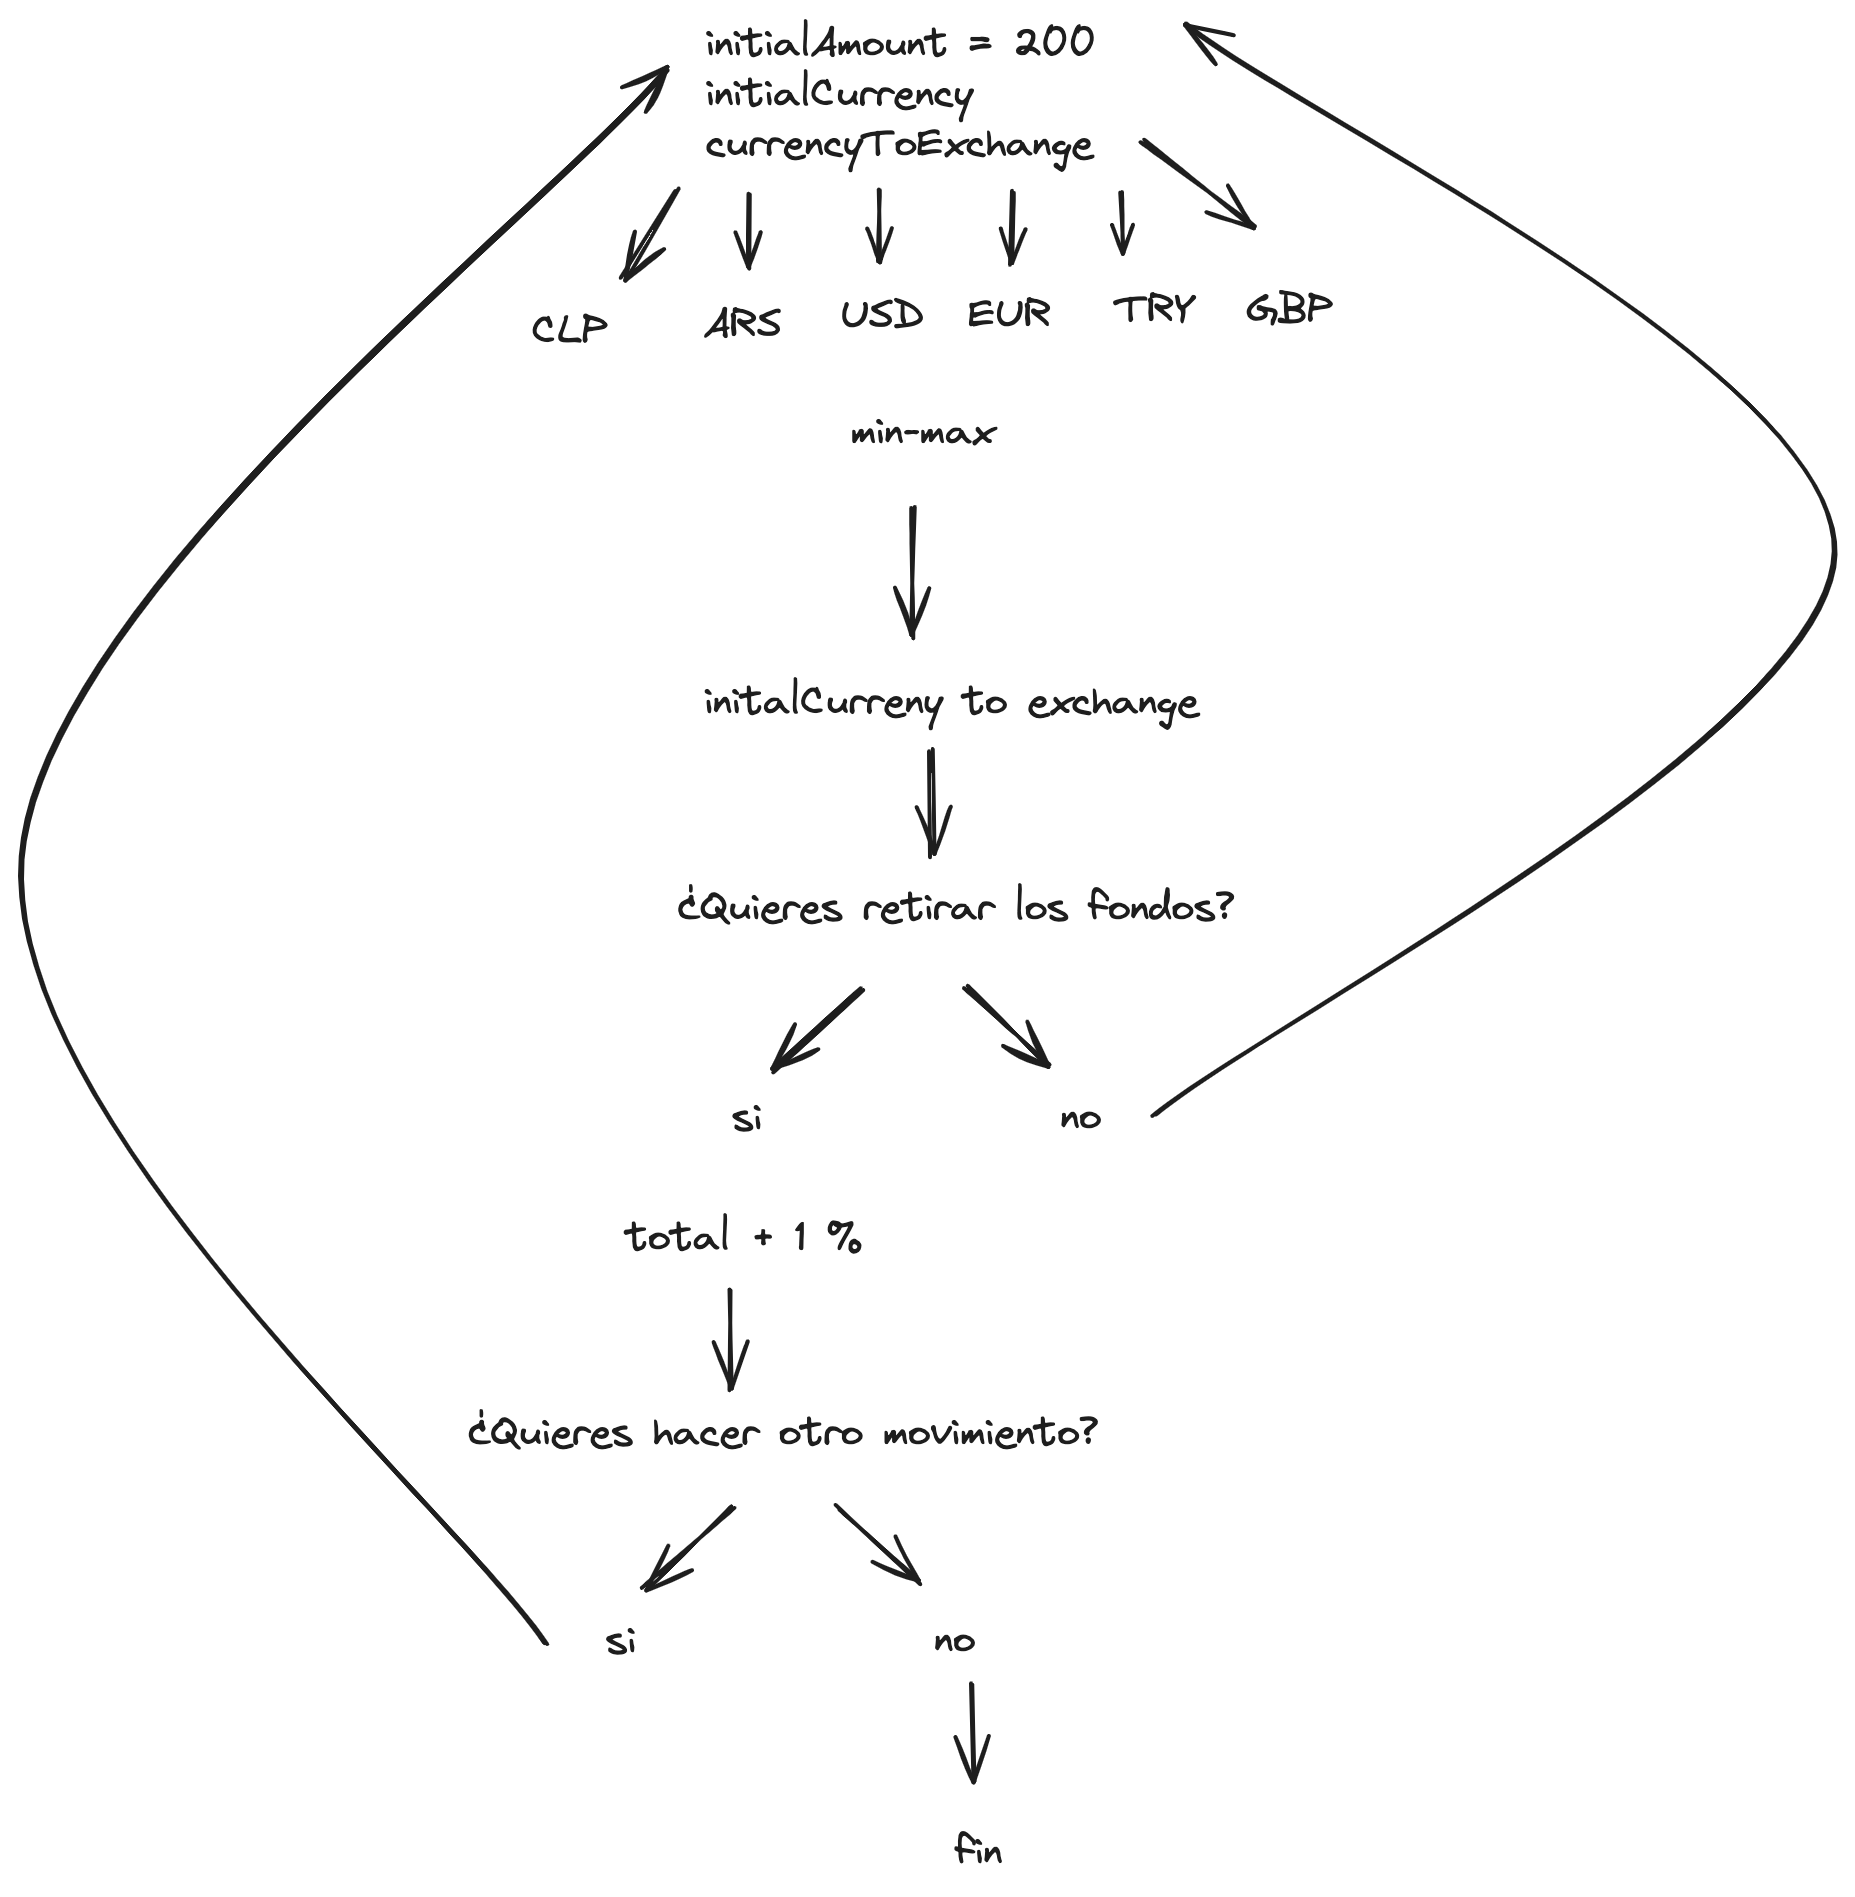 initialAmount = 200
initialCurrency
currencyToExchange
CLP ARS USD EUR TRY GBP
min-max
initalCurreny to exchange
¿Quieres retirar los fondos?
si no
total + 1 %
¿Quieres hacer otro movimiento?
si no
fin